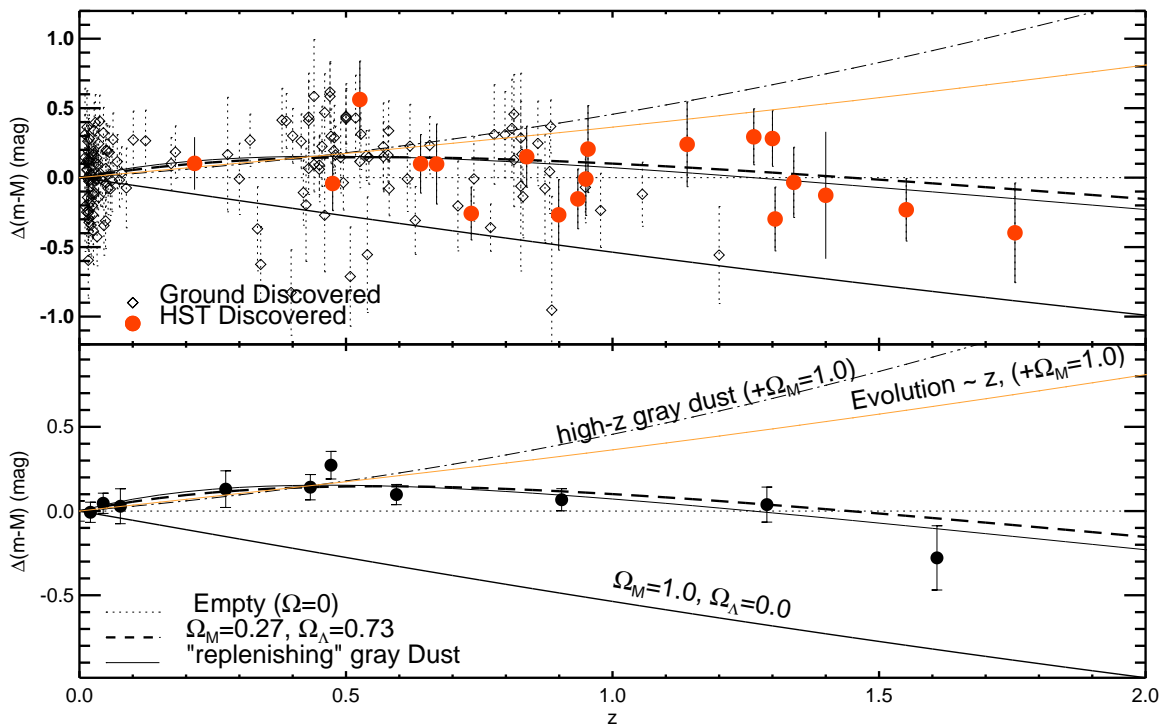 1.0
0.5
0.0
-0.5
-1.0
Δ(m-M) (mag)
Ground Discovered
HST Discovered
0.5
0.0
-0.5
Δ(m-M) (mag)
high-z gray dust (+Ω_M=1.0)
Evolution ~ z, (+Ω_M=1.0)
Ω_M=1.0, Ω_Λ=0.0
Empty (Ω=0)
Ω_M=0.27, Ω_Λ=0.73
"replenishing" gray Dust
0.0 0.5 1.0 1.5 2.0
z